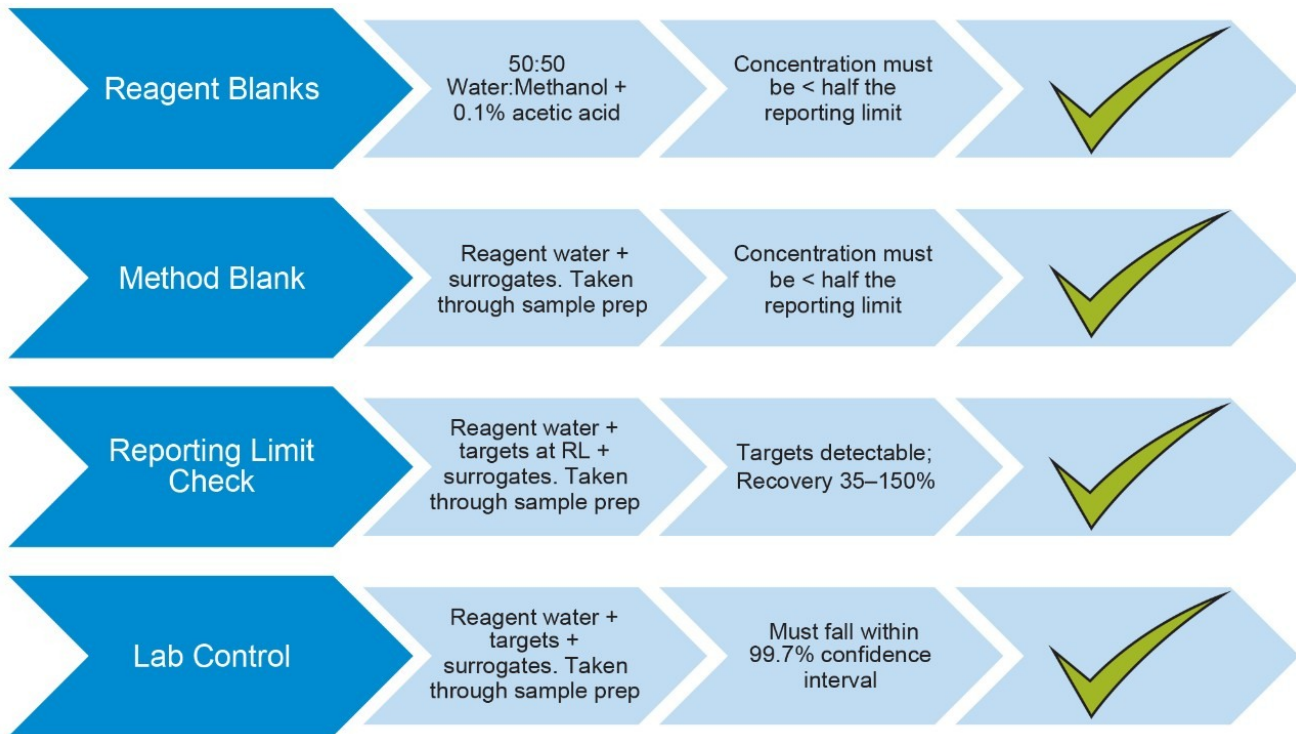 Reagent Blanks
50:50
Water:Methanol +
0.1% acetic acid
Concentration must
be < half the
reporting limit
Method Blank
Reagent water +
surrogates. Taken
through sample prep
Concentration must
be < half the
reporting limit
Reporting Limit
Check
Reagent water +
targets at RL +
surrogates. Taken
through sample prep
Targets detectable;
Recovery 35–150%
Lab Control
Reagent water +
targets +
surrogates. Taken
through sample prep
Must fall within
99.7% confidence
interval